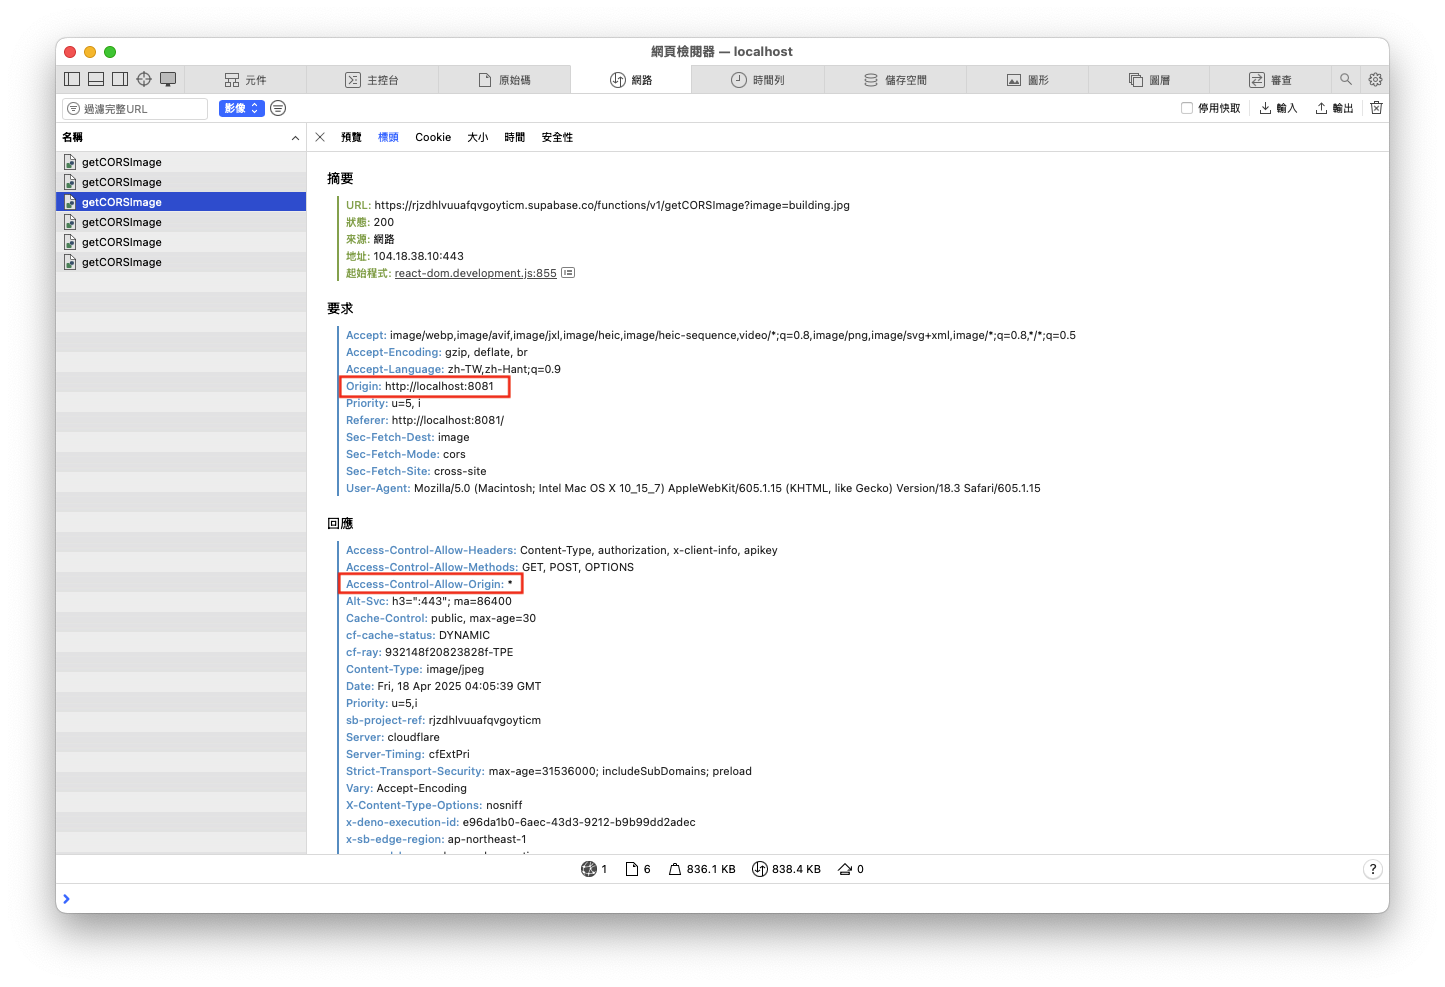 網頁檢閱器 — localhost
元件 主控台 原始碼 網路 時間列 儲存空間 圖形 圖層 審查
過濾完整URL 影像 停用快取 輸入 輸出
名稱 預覽 標頭 Cookie 大小 時間 安全性
getCORSImage
getCORSImage
getCORSImage
getCORSImage
getCORSImage
getCORSImage
摘要
URL: https://rjzdhlvuuafqvgoyticm.supabase.co/functions/v1/getCORSImage?image=building.jpg
狀態: 200
來源: 網路
地址: 104.18.38.10:443
起始程式: react-dom.development.js:855
要求
Accept: image/webp,image/avif,image/jxl,image/heic,image/heic-sequence,video/*;q=0.8,image/png,image/svg+xml,image/*;q=0.8,*/*;q=0.5
Accept-Encoding: gzip, deflate, br
Accept-Language: zh-TW,zh-Hant;q=0.9
Origin: http://localhost:8081
Priority: u=5, i
Referer: http://localhost:8081/
Sec-Fetch-Dest: image
Sec-Fetch-Mode: cors
Sec-Fetch-Site: cross-site
User-Agent: Mozilla/5.0 (Macintosh; Intel Mac OS X 10_15_7) AppleWebKit/605.1.15 (KHTML, like Gecko) Version/18.3 Safari/605.1.15
回應
Access-Control-Allow-Headers: Content-Type, authorization, x-client-info, apikey
Access-Control-Allow-Methods: GET, POST, OPTIONS
Access-Control-Allow-Origin: *
Alt-Svc: h3=":443"; ma=86400
Cache-Control: public, max-age=30
cf-cache-status: DYNAMIC
cf-ray: 932148f20823828f-TPE
Content-Type: image/jpeg
Date: Fri, 18 Apr 2025 04:05:39 GMT
Priority: u=5,i
sb-project-ref: rjzdhlvuuafqvgoyticm
Server: cloudflare
Server-Timing: cfExtPri
Strict-Transport-Security: max-age=31536000; includeSubDomains; preload
Vary: Accept-Encoding
X-Content-Type-Options: nosniff
x-deno-execution-id: e96da1b0-6aec-43d3-9212-b9b99dd2adec
x-sb-edge-region: ap-northeast-1
1 6 836.1 KB 838.4 KB 0 ?